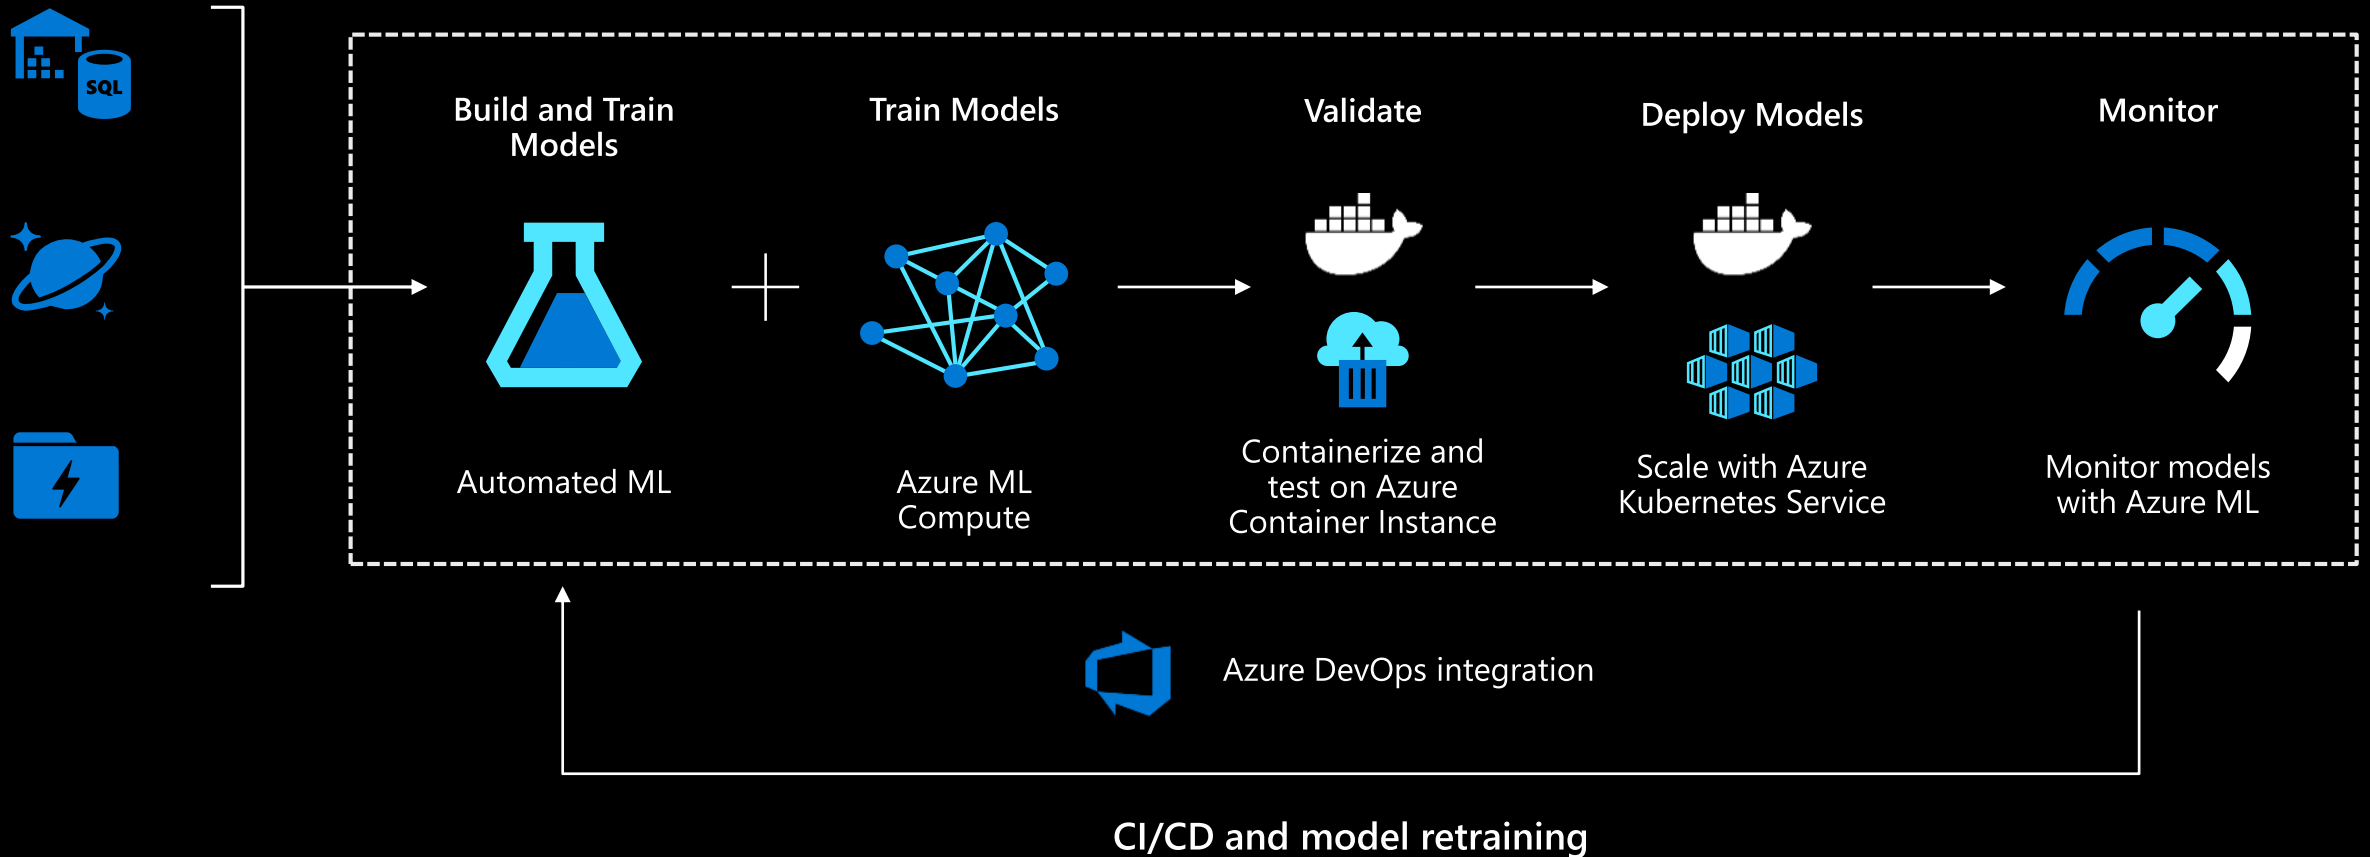 SQL
Build and Train
Models
Train Models
Validate
Deploy Models
Monitor
Automated ML
Azure ML
Compute
Containerize and
test on Azure
Container Instance
Scale with Azure
Kubernetes Service
Monitor models
with Azure ML
Azure DevOps integration
CI/CD and model retraining